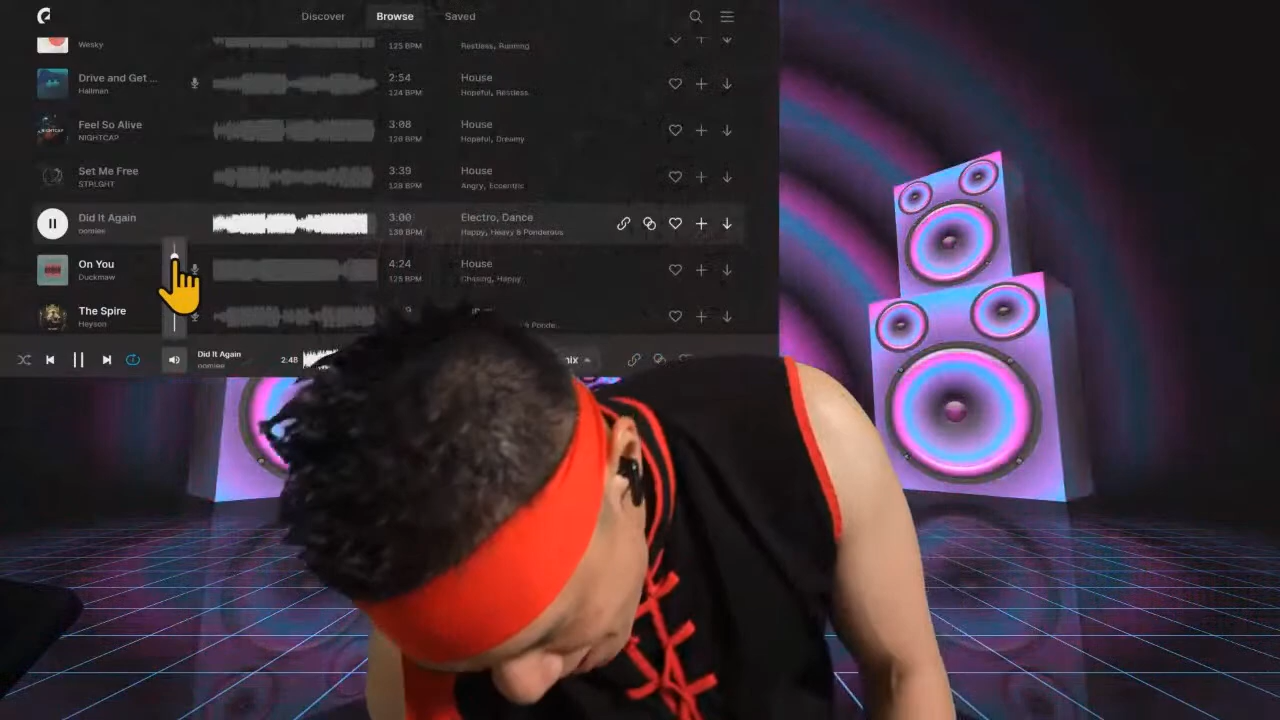 Discover Browse Saved
Wesky 125 BPM Restless, Running
Drive and Get ... 2:54 House
Hallman 124 BPM Hopeful, Restless
Feel So Alive 3:08 House
NIGHTCAP 128 BPM Hopeful, Dreamy
Set Me Free 3:39 House
STRLGHT 128 BPM Angry, Eccentric
Did It Again 3:00 Electro, Dance
oomiee 138 BPM Happy, Heavy & Ponderous
On You 4:24 House
Duckmaw 125 BPM Chasing, Happy
The Spire
Heyson & Ponde...
Did It Again 2:48
oomiee